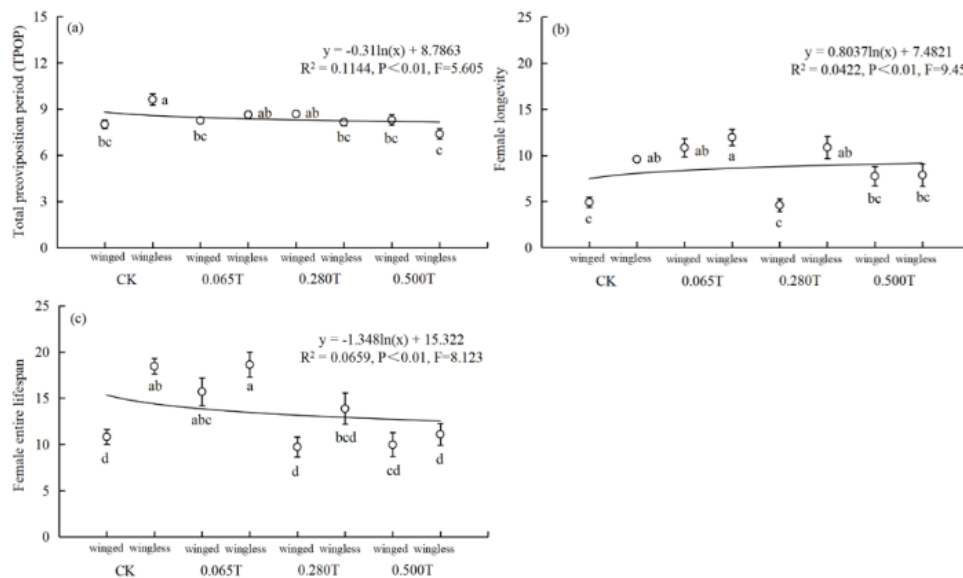 (a)
y = -0.31ln(x) + 8.7863
R² = 0.1144, P<0.01, F=5.605
Total preoviposition period (TPOP)
15
12
9
6
3
0
bc
a
bc
ab
ab
bc
bc
c
winged wingless winged wingless winged wingless winged wingless
CK 0.065T 0.280T 0.500T
(b)
y = 0.8037ln(x) + 7.4821
R² = 0.0422, P<0.01, F=9.45
Female longevity
25
20
15
10
5
0
c
ab
ab
a
c
ab
bc
bc
winged wingless winged wingless winged wingless winged wingless
CK 0.065T 0.280T 0.500T
(c)
y = -1.348ln(x) + 15.322
R² = 0.0659, P<0.01, F=8.123
Female entire lifespan
25
20
15
10
5
0
d
ab
abc
a
d
bcd
cd
d
winged wingless winged wingless winged wingless winged wingless
CK 0.065T 0.280T 0.500T